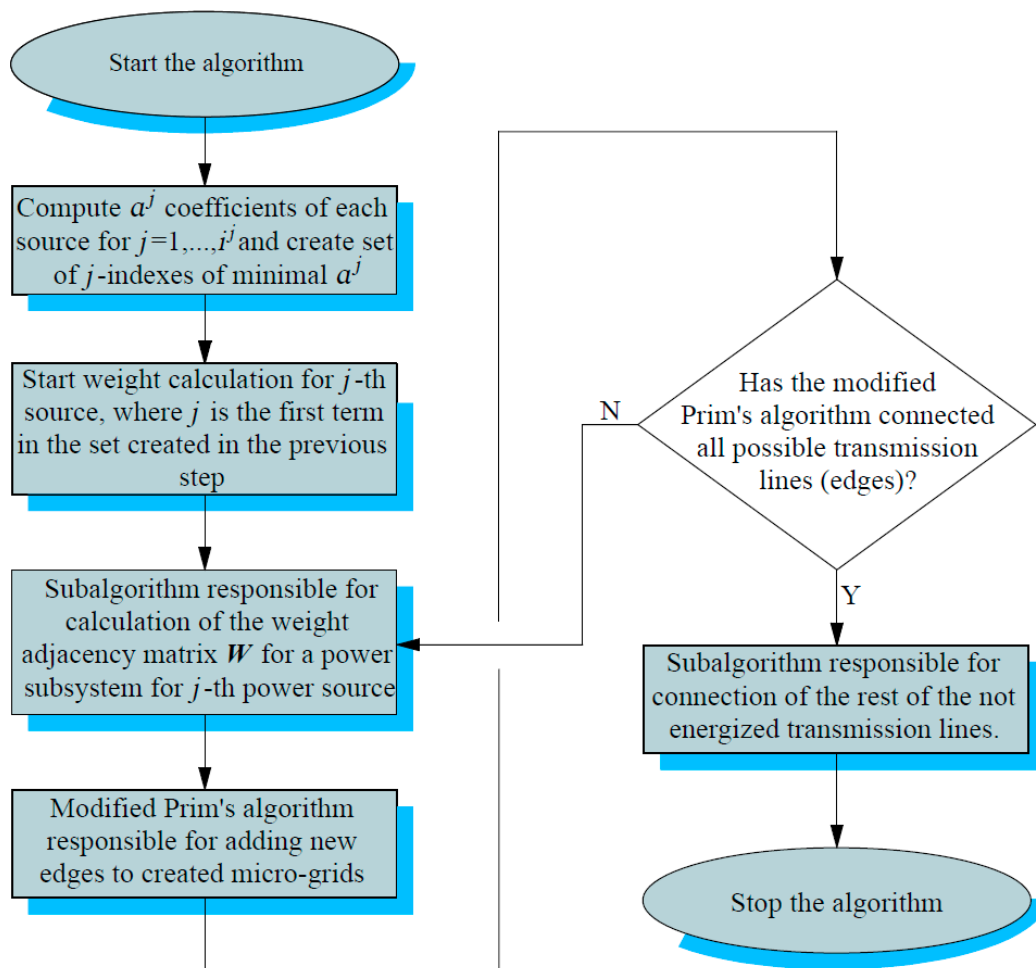 Start the algorithm
Compute a^j coefficients of each
source for j=1,...,i^j and create set
of j-indexes of minimal a^j
Start weight calculation for j-th
source, where j is the first term
in the set created in the previous
step
Subalgorithm responsible for
calculation of the weight
adjacency matrix W for a power
subsystem for j-th power source
Modified Prim's algorithm
responsible for adding new
edges to created micro-grids
Has the modified
Prim's algorithm connected
all possible transmission
lines (edges)?
N
Y
Subalgorithm responsible for
connection of the rest of the not
energized transmission lines.
Stop the algorithm